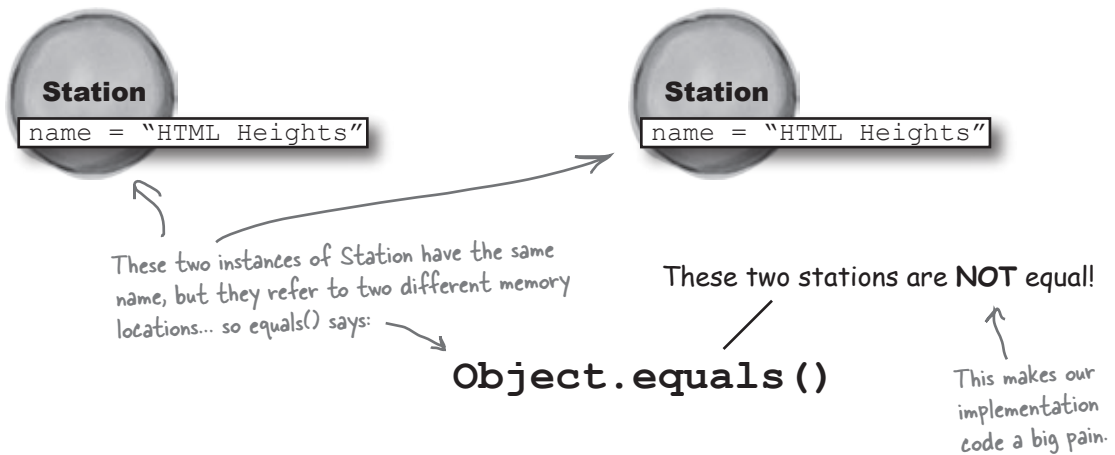 Station
name = “HTML Heights”
Station
name = “HTML Heights”
These two instances of Station have the same
name, but they refer to two different memory
locations... so equals() says:
These two stations are NOT equal!
Object.equals()
This makes our
implementation
code a big pain.